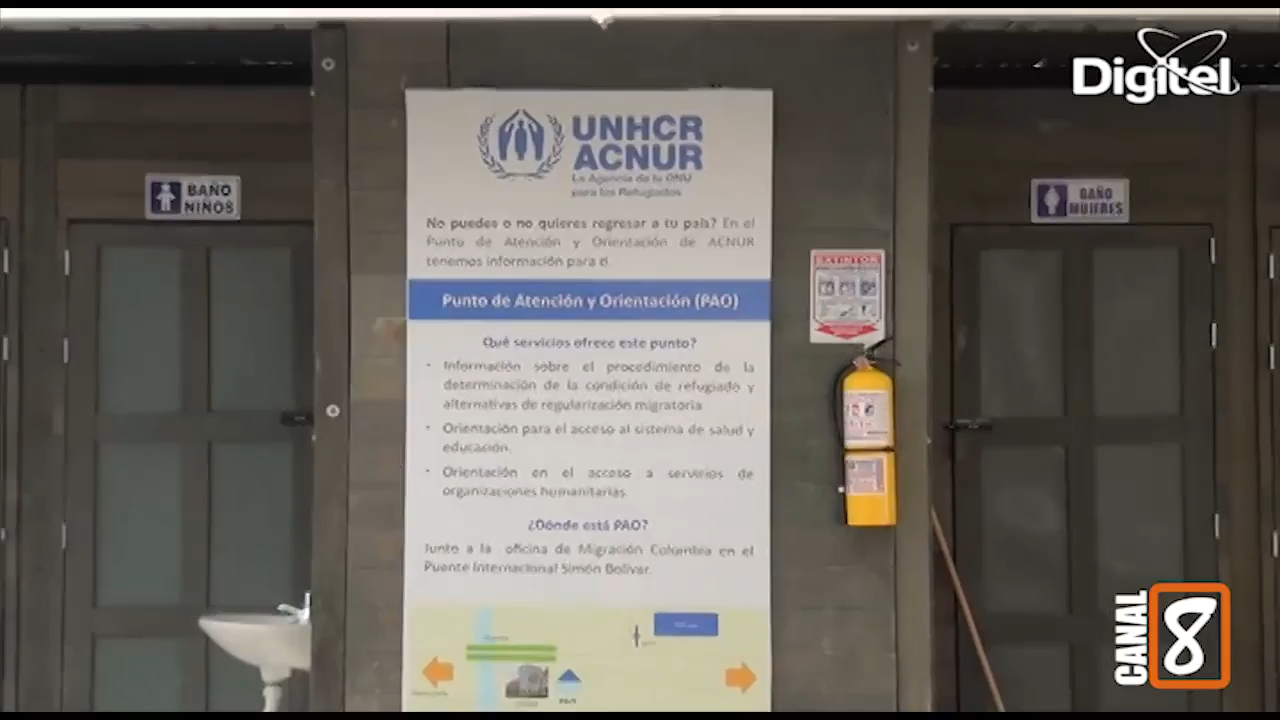 Digitel
UNHCR
ACNUR
La Agencia de la ONU
para los Refugiados
BAÑO
NIÑOS
BAÑO
MUJERES
No puedes o no quieres regresar a tu país? En el
Punto de Atención y Orientación de ACNUR
tenemos información para ti.
EXTINTOR
Punto de Atención y Orientación (PAO)
Qué servicios ofrece este punto?
- Información sobre el procedimiento de la
determinación de la condición de refugiado y
alternativas de regularización migratoria
- Orientación para el acceso al sistema de salud y
educación.
- Orientación en el acceso a servicios de
organizaciones humanitarias
¿Dónde está PAO?
Junto a la oficina de Migración Colombia en el
Puente Internacional Simón Bolívar.
PAO
CANAL
8